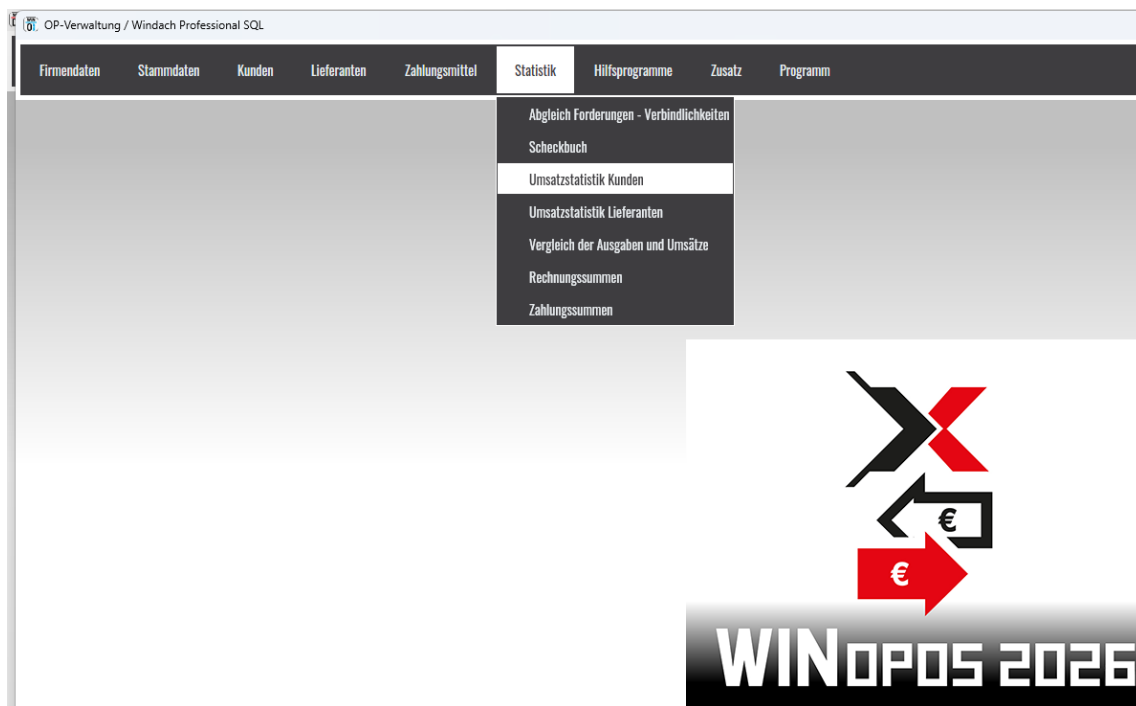 OP-Verwaltung / Windach Professional SQL
Firmendaten Stammdaten Kunden Lieferanten Zahlungsmittel Statistik Hilfsprogramme Zusatz Programm
Abgleich Forderungen - Verbindlichkeiten
Scheckbuch
Umsatzstatistik Kunden
Umsatzstatistik Lieferanten
Vergleich der Ausgaben und Umsätze
Rechnungssummen
Zahlungssummen
€
€
WINOPOS 2026